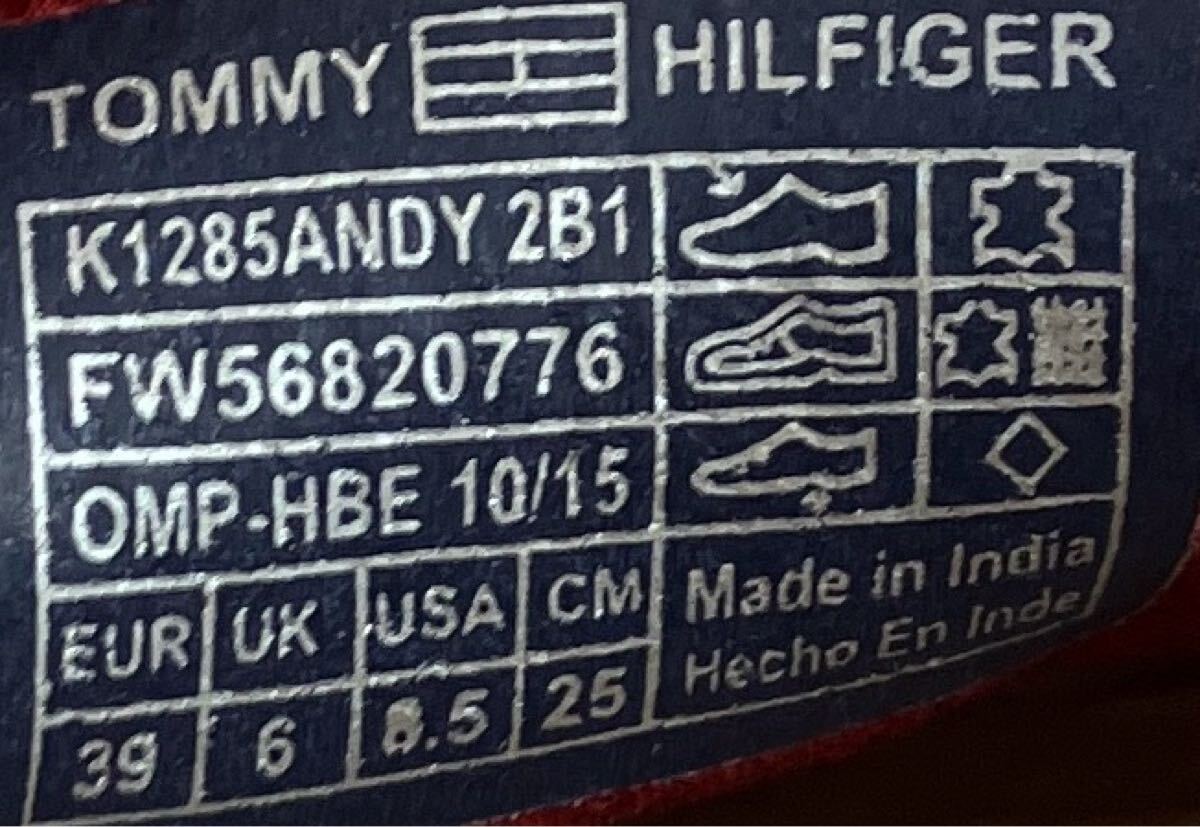 TOMMY HILFIGER
K1285ANDY 2B1
FW56820776
OMP-HBE 10/15
EUR UK USA CM
39 6 8.5 25
Made in India
Hecho En Inde